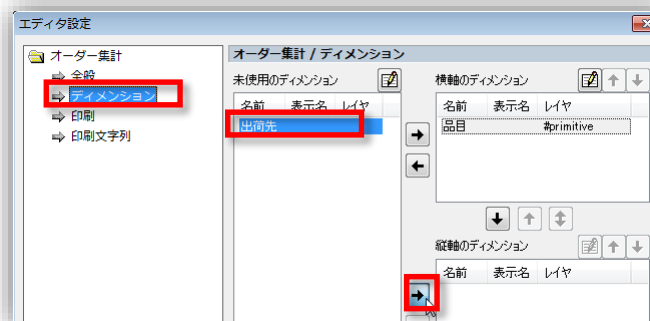 エディタ設定
オーダー集計
全般
ディメンション
印刷
印刷文字列
オーダー集計 / ディメンション
未使用のディメンション
名前 表示名 レイヤ
出荷先
横軸のディメンション
名前 表示名 レイヤ
品目 #primitive
縦軸のディメンション
名前 表示名 レイヤ